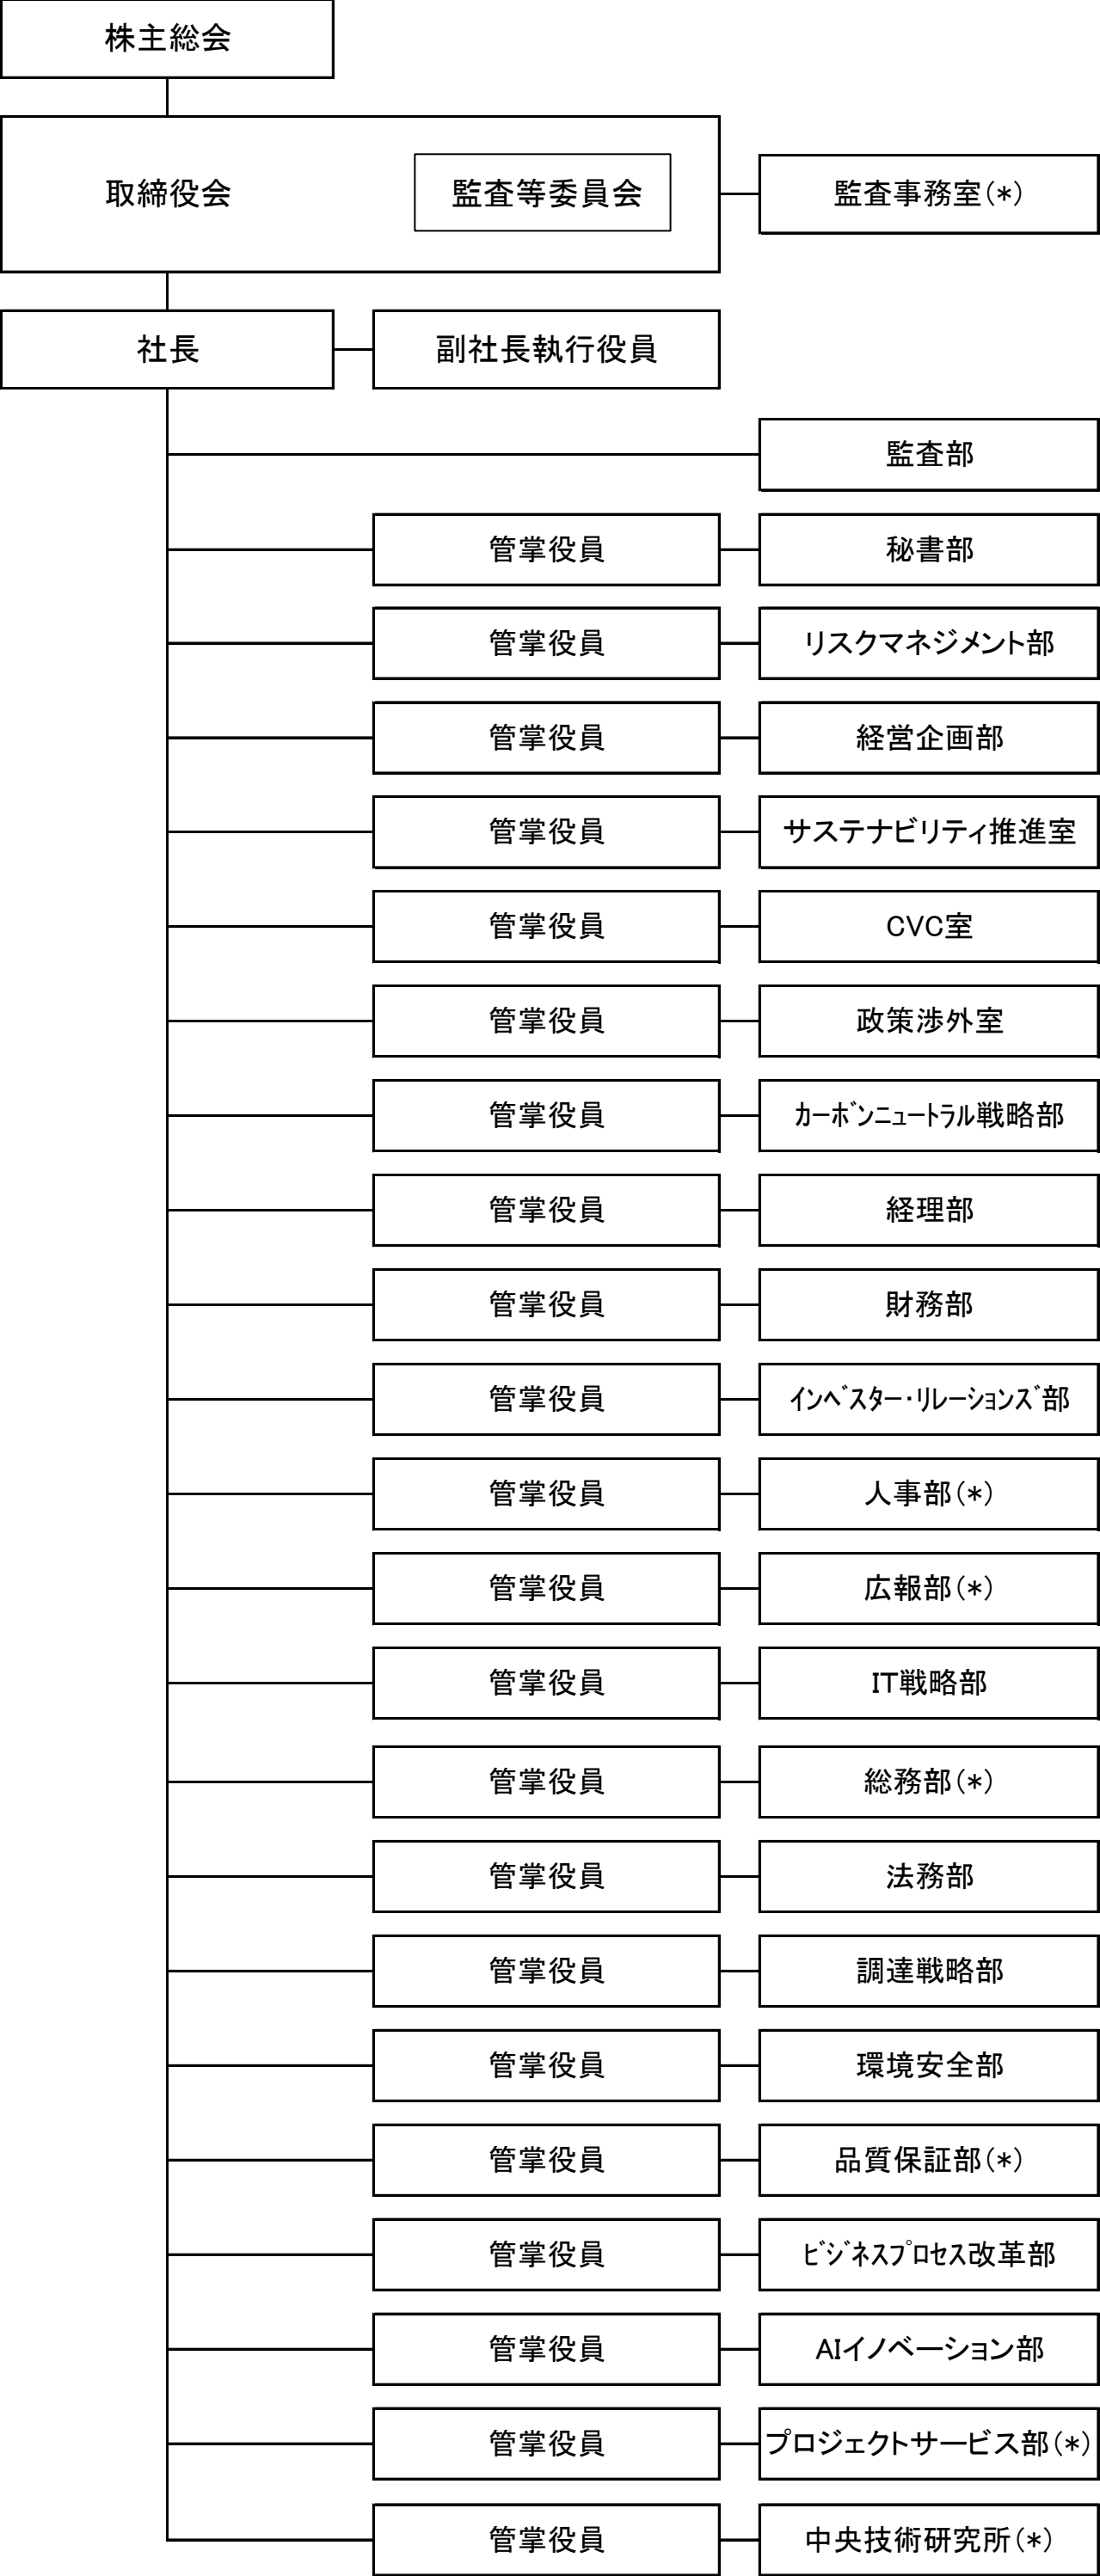 株主総会
取締役会 監査等委員会 監査事務室(*)
社長 副社長執行役員
監査部
管掌役員 秘書部
管掌役員 リスクマネジメント部
管掌役員 経営企画部
管掌役員 サステナビリティ推進室
管掌役員 CVC室
管掌役員 政策渉外室
管掌役員 カーボンニュートラル戦略部
管掌役員 経理部
管掌役員 財務部
管掌役員 インベスター・リレーションズ部
管掌役員 人事部(*)
管掌役員 広報部(*)
管掌役員 IT戦略部
管掌役員 総務部(*)
管掌役員 法務部
管掌役員 調達戦略部
管掌役員 環境安全部
管掌役員 品質保証部(*)
管掌役員 ビジネスプロセス改革部
管掌役員 AIイノベーション部
管掌役員 プロジェクトサービス部(*)
管掌役員 中央技術研究所(*)